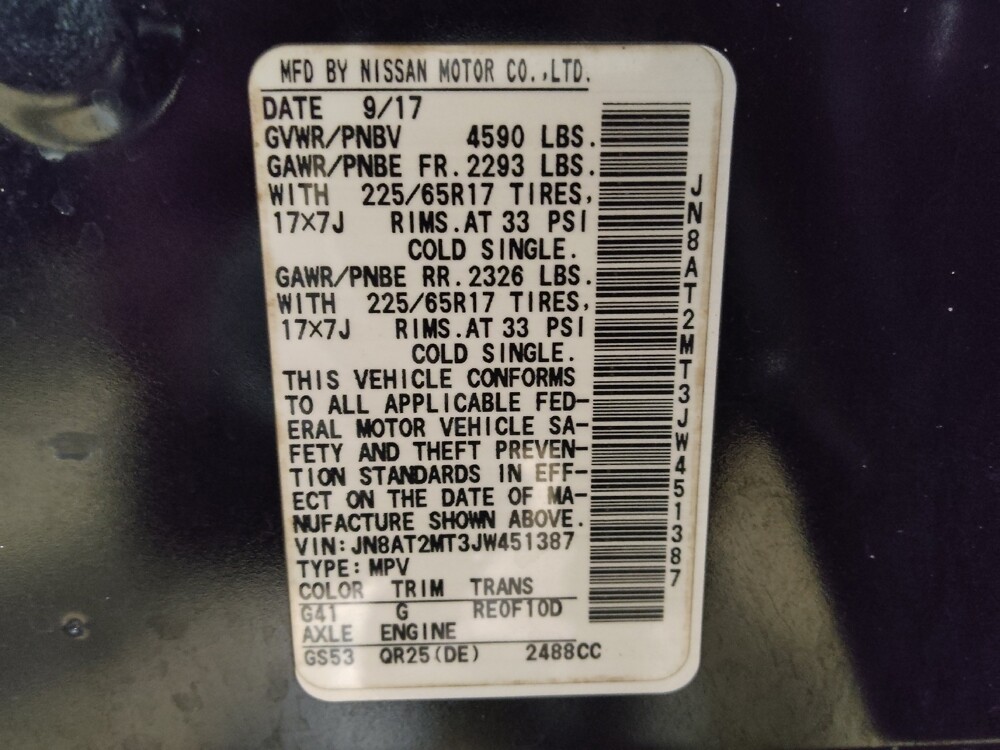 MFD BY NISSAN MOTOR CO.,LTD.
DATE 9/17
GVWR/PNBV 4590 LBS.
GAWR/PNBE FR.2293 LBS.
WITH 225/65R17 TIRES,
17×7J RIMS.AT 33 PSI
COLD SINGLE.
GAWR/PNBE RR.2326 LBS.
WITH 225/65R17 TIRES,
17×7J RIMS.AT 33 PSI
COLD SINGLE.
THIS VEHICLE CONFORMS
TO ALL APPLICABLE FED-
ERAL MOTOR VEHICLE SA-
FETY AND THEFT PREVEN-
TION STANDARDS IN EFF-
ECT ON THE DATE OF MA-
NUFACTURE SHOWN ABOVE.
VIN:JN8AT2MT3JW451387
TYPE:MPV
COLOR TRIM TRANS
G41 G RE0F10D
AXLE ENGINE
GS53 QR25(DE) 2488CC
JN8AT2MT3JW451387